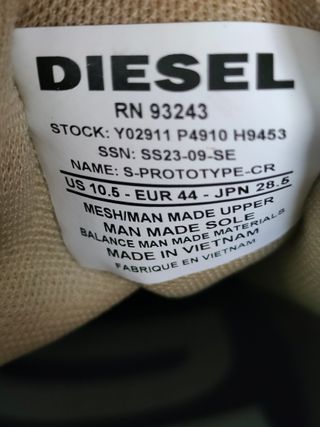 DIESEL
RN 93243
STOCK: Y02911 P4910 H9453
SSN: SS23-09-SE
NAME: S-PROTOTYPE-CR
US 10.5 - EUR 44 - JPN 28.5
MESH/MAN MADE UPPER
MAN MADE SOLE
BALANCE MAN MADE MATERIALS
MADE IN VIETNAM
FABRIQUE EN VIETNAM